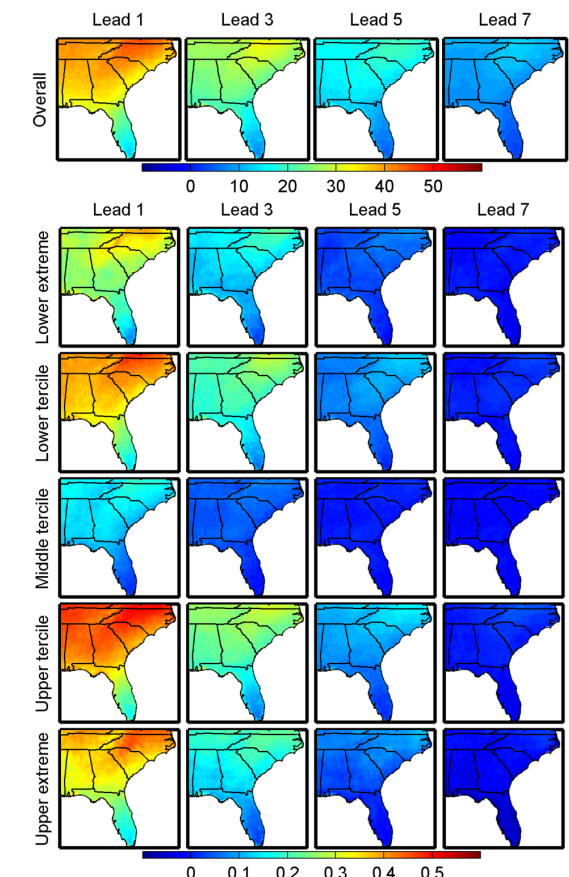 Lead 1 Lead 3 Lead 5 Lead 7
Overall
0 10 20 30 40 50
Lead 1 Lead 3 Lead 5 Lead 7
Lower extreme
Lower tercile
Middle tercile
Upper tercile
Upper extreme
0 0.1 0.2 0.3 0.4 0.5